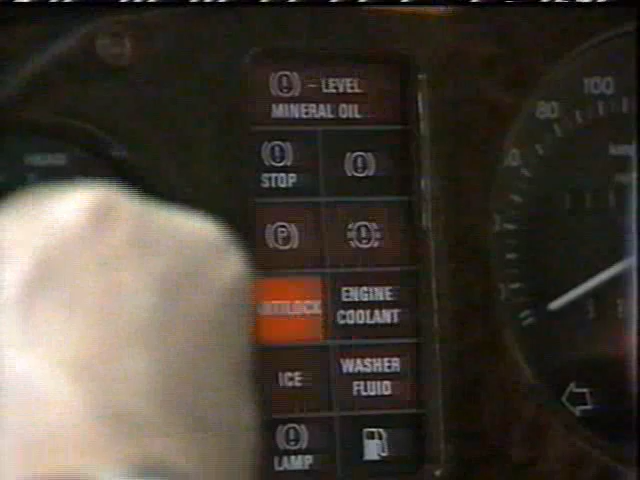 - LEVEL
MINERAL OIL
STOP
P
ANTILOCK
ENGINE
COOLANT
ICE
WASHER
FLUID
LAMP
100
80